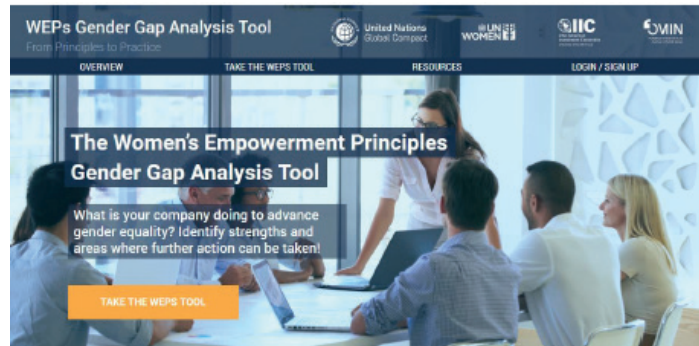 WEPs Gender Gap Analysis Tool
From Principles to Practice
United Nations
Global Compact
UN
WOMEN
IIC
OVERVIEW
TAKE THE WEPS TOOL
RESOURCES
LOGIN / SIGN UP
The Women's Empowerment Principles
Gender Gap Analysis Tool
What is your company doing to advance
gender equality? Identify strengths and
areas where further action can be taken!
TAKE THE WEPS TOOL